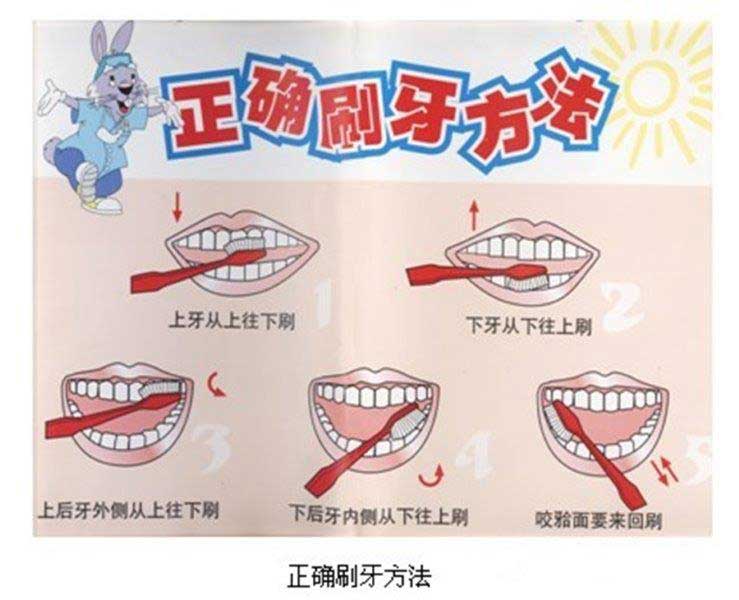 正确刷牙方法
1
上牙从上往下刷
2
下牙从下往上刷
3
上后牙外侧从上往下刷
4
下后牙内侧从下往上刷
5
咬䶗面要来回刷
正确刷牙方法